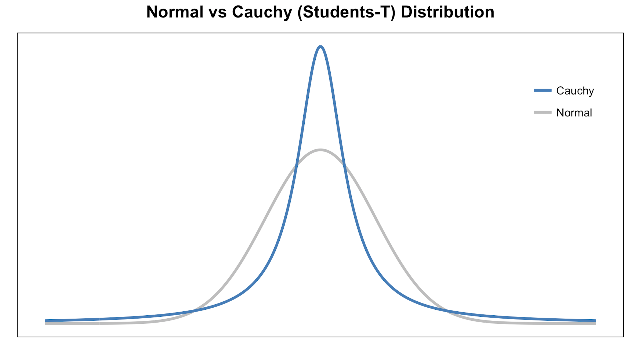 Normal vs Cauchy (Students-T) Distribution
Cauchy
Normal